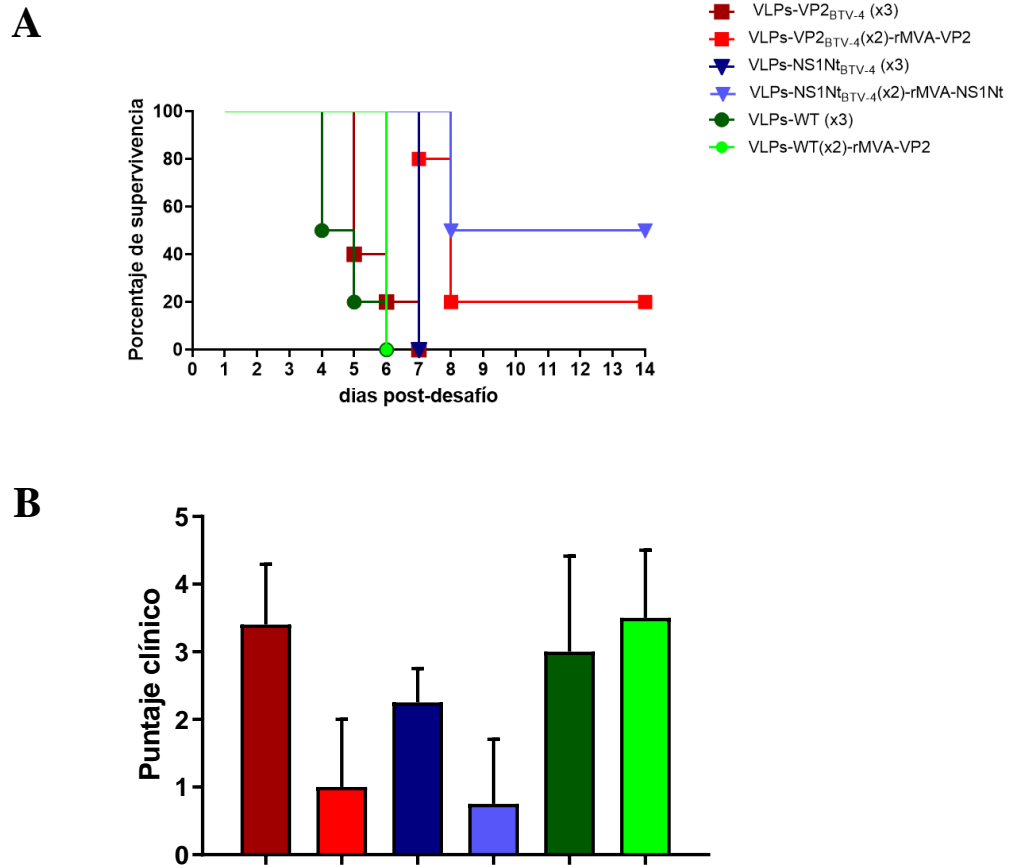 A
VLPs-VP2BTV-4 (x3)
VLPs-VP2BTV-4(x2)-rMVA-VP2
VLPs-NS1NtBTV-4 (x3)
VLPs-NS1NtBTV-4(x2)-rMVA-NS1Nt
VLPs-WT (x3)
VLPs-WT(x2)-rMVA-VP2
Porcentaje de supervivencia
100
80
60
40
20
0
0 1 2 3 4 5 6 7 8 9 10 11 12 13 14
dias post-desafío
B
Puntaje clínico
5
4
3
2
1
0